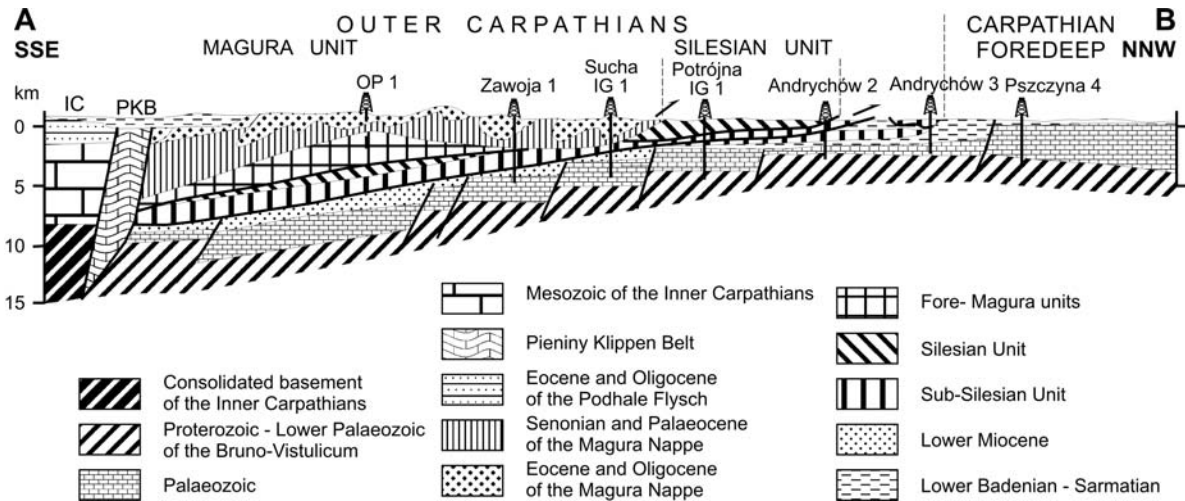 A
SSE
OUTER CARPATHIANS
CARPATHIAN
FOREDEEP
B
NNW
MAGURA UNIT
SILESIAN UNIT
km
IC
PKB
OP 1
Zawoja 1
Sucha
IG 1
Potrójna
IG 1
Andrychów 2
Andrychów 3
Pszczyna 4
0
5
10
15
Consolidated basement
of the Inner Carpathians
Proterozoic - Lower Palaeozoic
of the Bruno-Vistulicum
Palaeozoic
Mesozoic of the Inner Carpathians
Pieniny Klippen Belt
Eocene and Oligocene
of the Podhale Flysch
Senonian and Palaeocene
of the Magura Nappe
Eocene and Oligocene
of the Magura Nappe
Fore- Magura units
Silesian Unit
Sub-Silesian Unit
Lower Miocene
Lower Badenian - Sarmatian